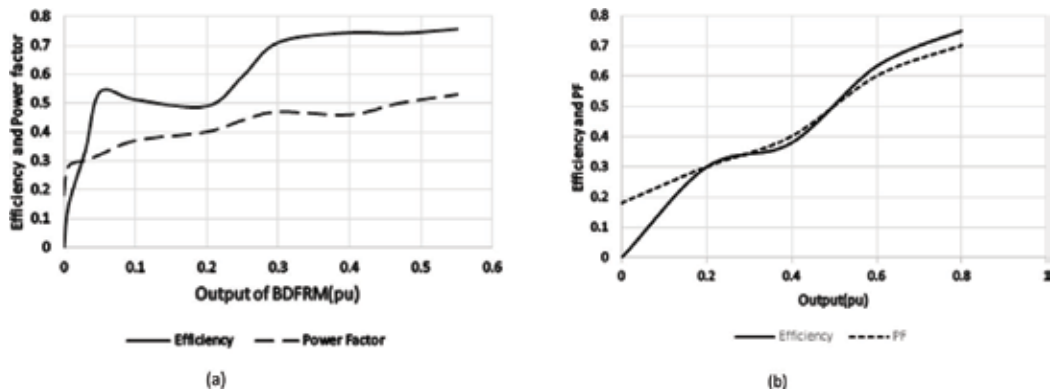 Efficiency and Power factor
0.8
0.7
0.6
0.5
0.4
0.3
0.2
0.1
0
0 0.1 0.2 0.3 0.4 0.5 0.6
Output of BDFRM(pu)
Efficiency Power Factor
(a)
Efficiency and PF
0.8
0.7
0.6
0.5
0.4
0.3
0.2
0.1
0
0 0.2 0.4 0.6 0.8 1
Output(pu)
Efficiency PF
(b)